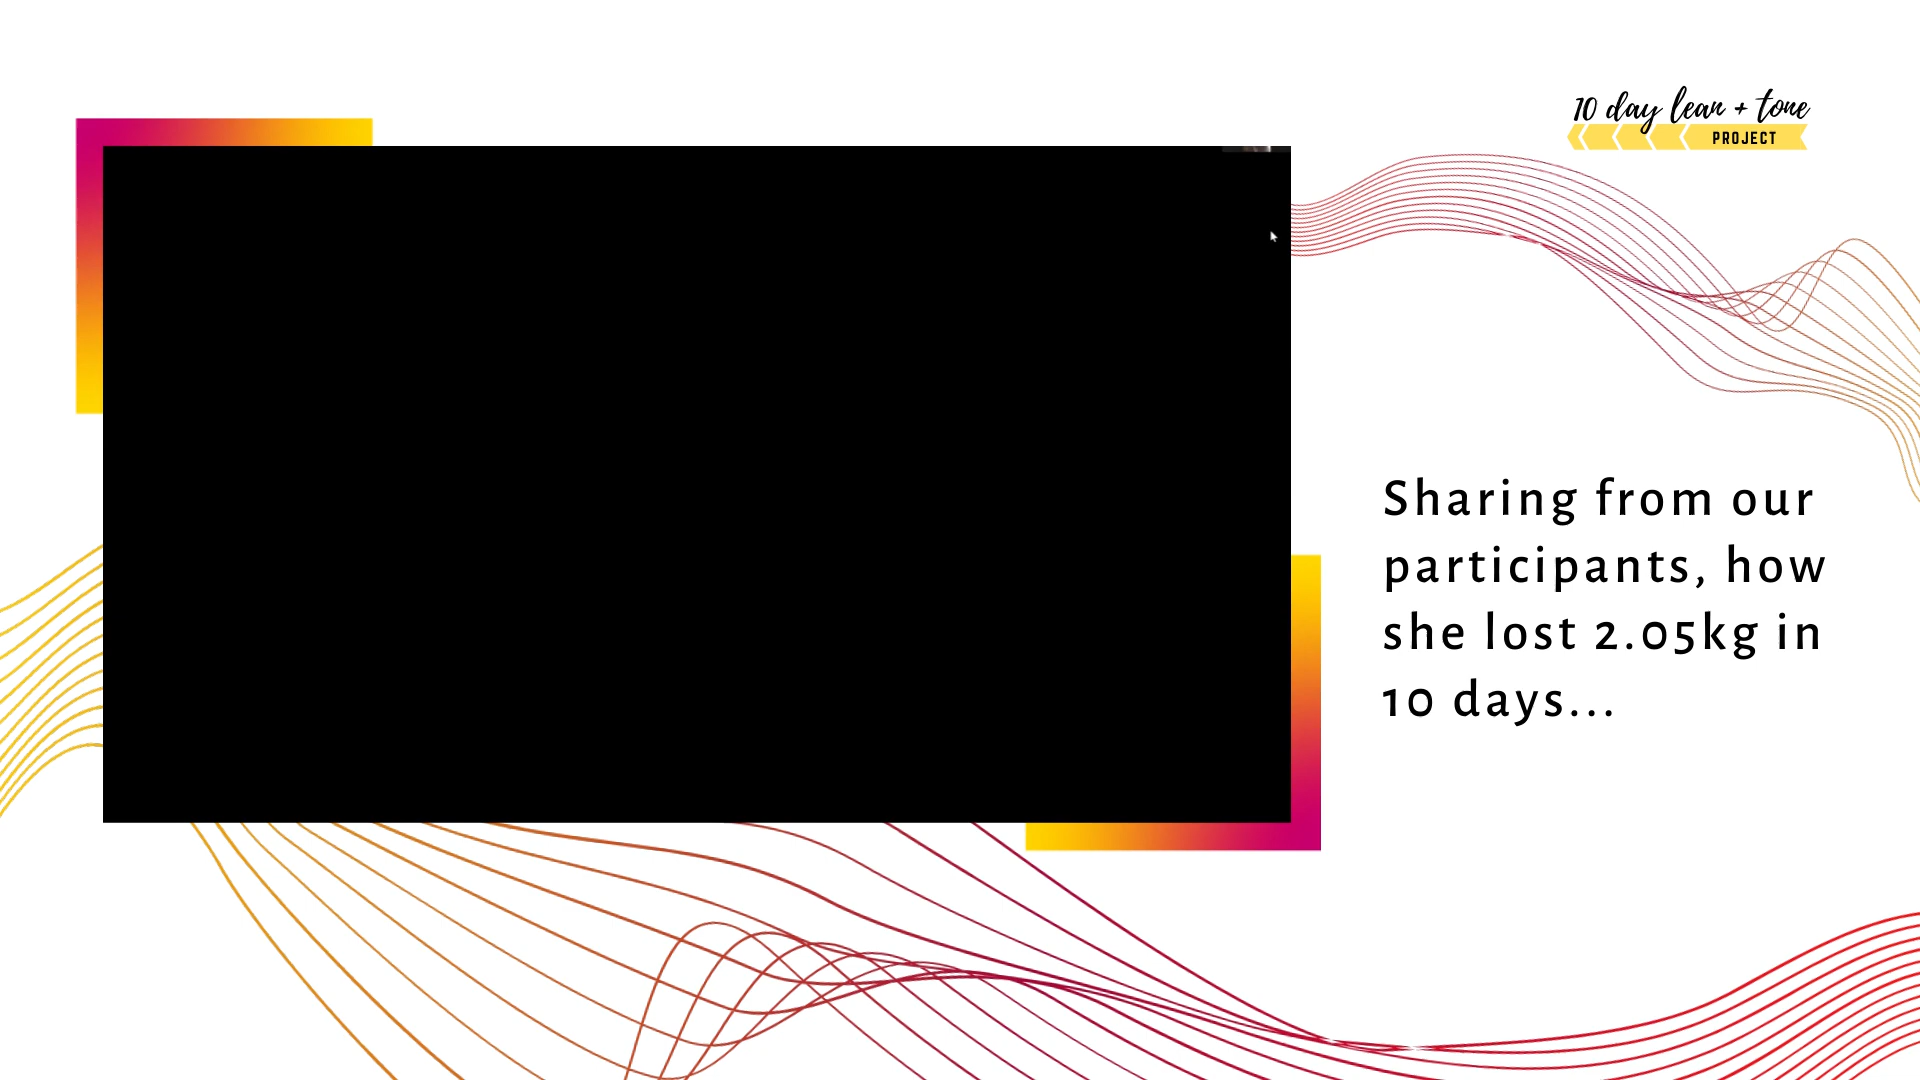 10 day lean + tone
PROJECT
Sharing from our
participants, how
she lost 2.05kg in
10 days...